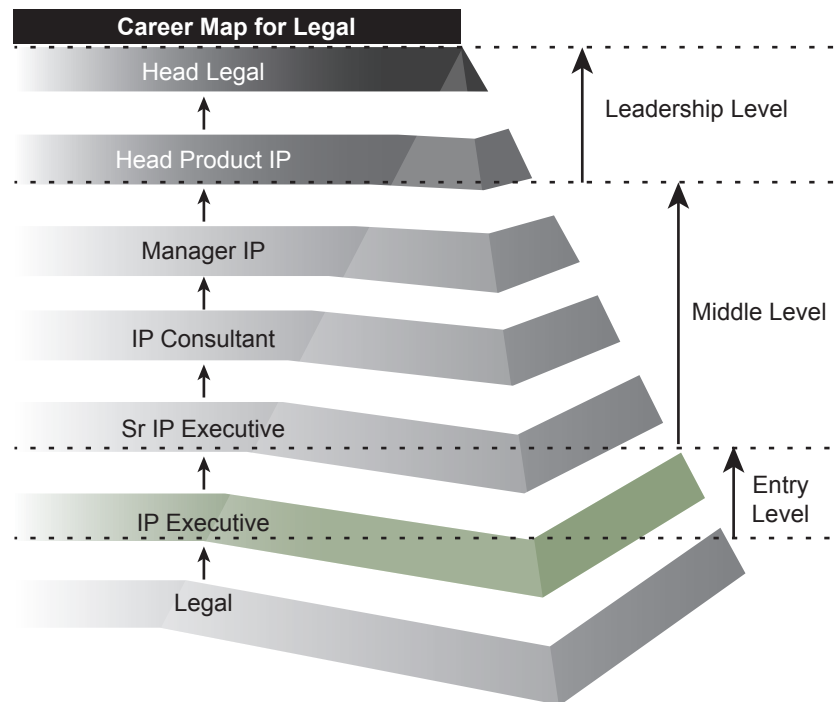 Career Map for Legal
Head Legal
Leadership Level
Head Product IP
Manager IP
Middle Level
IP Consultant
Sr IP Executive
Entry
Level
IP Executive
Legal